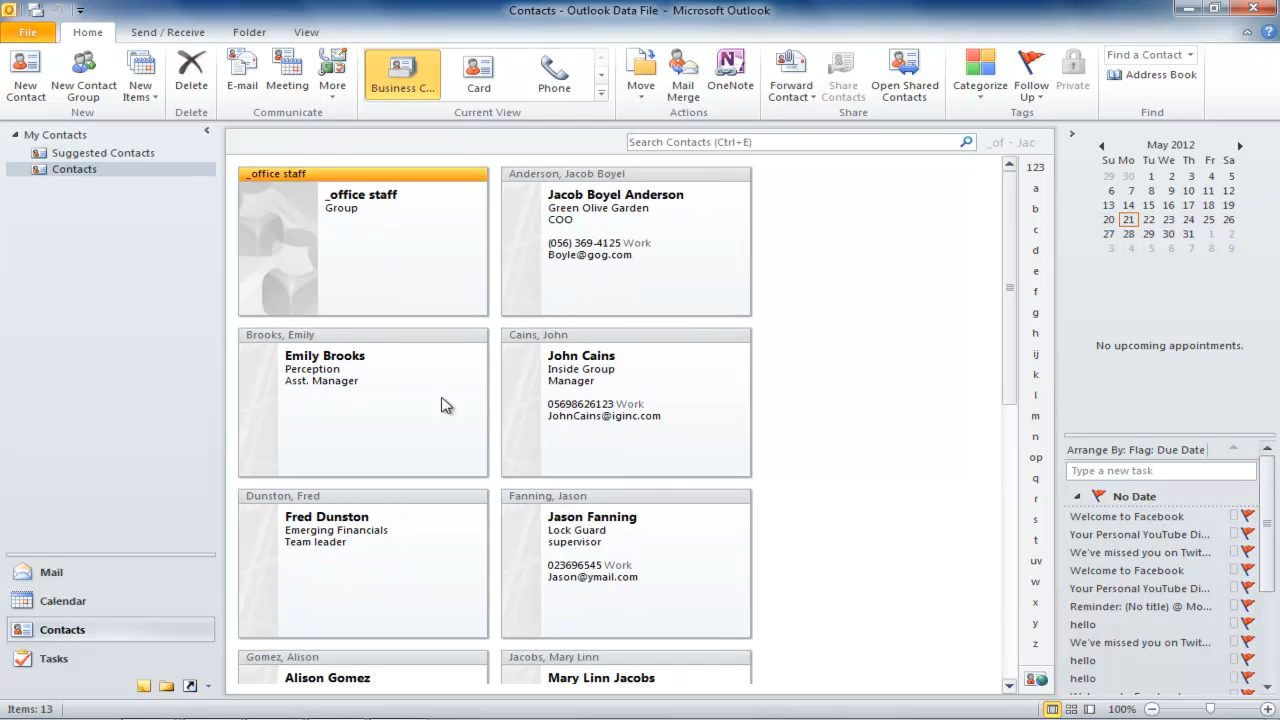 Contacts - Outlook Data File - Microsoft Outlook
File
Home
Send / Receive
Folder
View
New
Contact
New Contact
Group
New
Items
New
Delete
Delete
E-mail
Meeting
More
Communicate
Business C...
Card
Phone
Current View
Move
Mail
Merge
OneNote
Actions
Forward
Contact
Share
Contacts
Open Shared
Contacts
Share
Categorize
Follow
Up
Private
Tags
Find a Contact
Address Book
Find
My Contacts
Suggested Contacts
Contacts
Mail
Calendar
Contacts
Tasks
Search Contacts (Ctrl+E)
_of - Jac
_office staff
_office staff
Group
Anderson, Jacob Boyel
Jacob Boyel Anderson
Green Olive Garden
COO
(056) 369-4125 Work
Boyle@gog.com
Brooks, Emily
Emily Brooks
Perception
Asst. Manager
Cains, John
John Cains
Inside Group
Manager
05698626123 Work
JohnCains@iginc.com
Dunston, Fred
Fred Dunston
Emerging Financials
Team leader
Fanning, Jason
Jason Fanning
Lock Guard
supervisor
023696545 Work
Jason@ymail.com
Gomez, Alison
Alison Gomez
Jacobs, Mary Linn
Mary Linn Jacobs
123
a
b
c
d
e
f
g
h
ij
k
l
m
n
op
q
r
s
t
uv
w
x
y
z
May 2012
Su Mo Tu We Th Fr Sa
29 30 1 2 3 4 5
6 7 8 9 10 11 12
13 14 15 16 17 18 19
20 21 22 23 24 25 26
27 28 29 30 31 1 2
3 4 5 6 7 8 9
No upcoming appointments.
Arrange By: Flag: Due Date
Type a new task
No Date
Welcome to Facebook
Your Personal YouTube Di...
We've missed you on Twit...
Welcome to Facebook
Your Personal YouTube Di...
Reminder: (No title) @ Mo...
hello
We've missed you on Twit...
hello
hello
Items: 13
100%